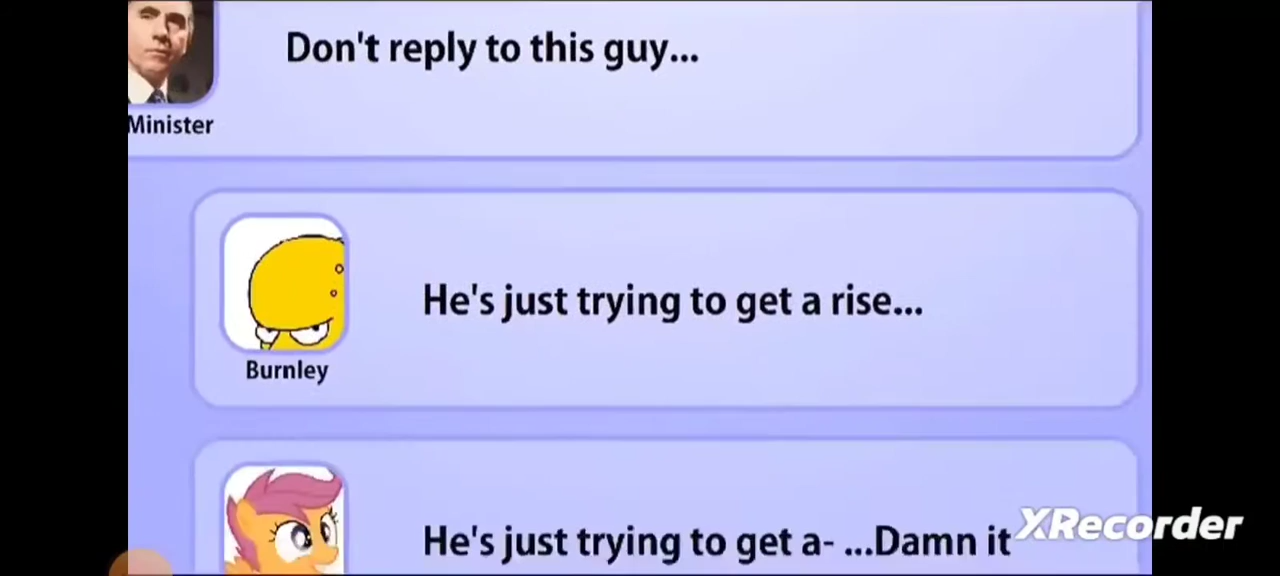 Don't reply to this guy...
Minister
He's just trying to get a rise...
Burnley
He's just trying to get a- ...Damn it
XRecorder